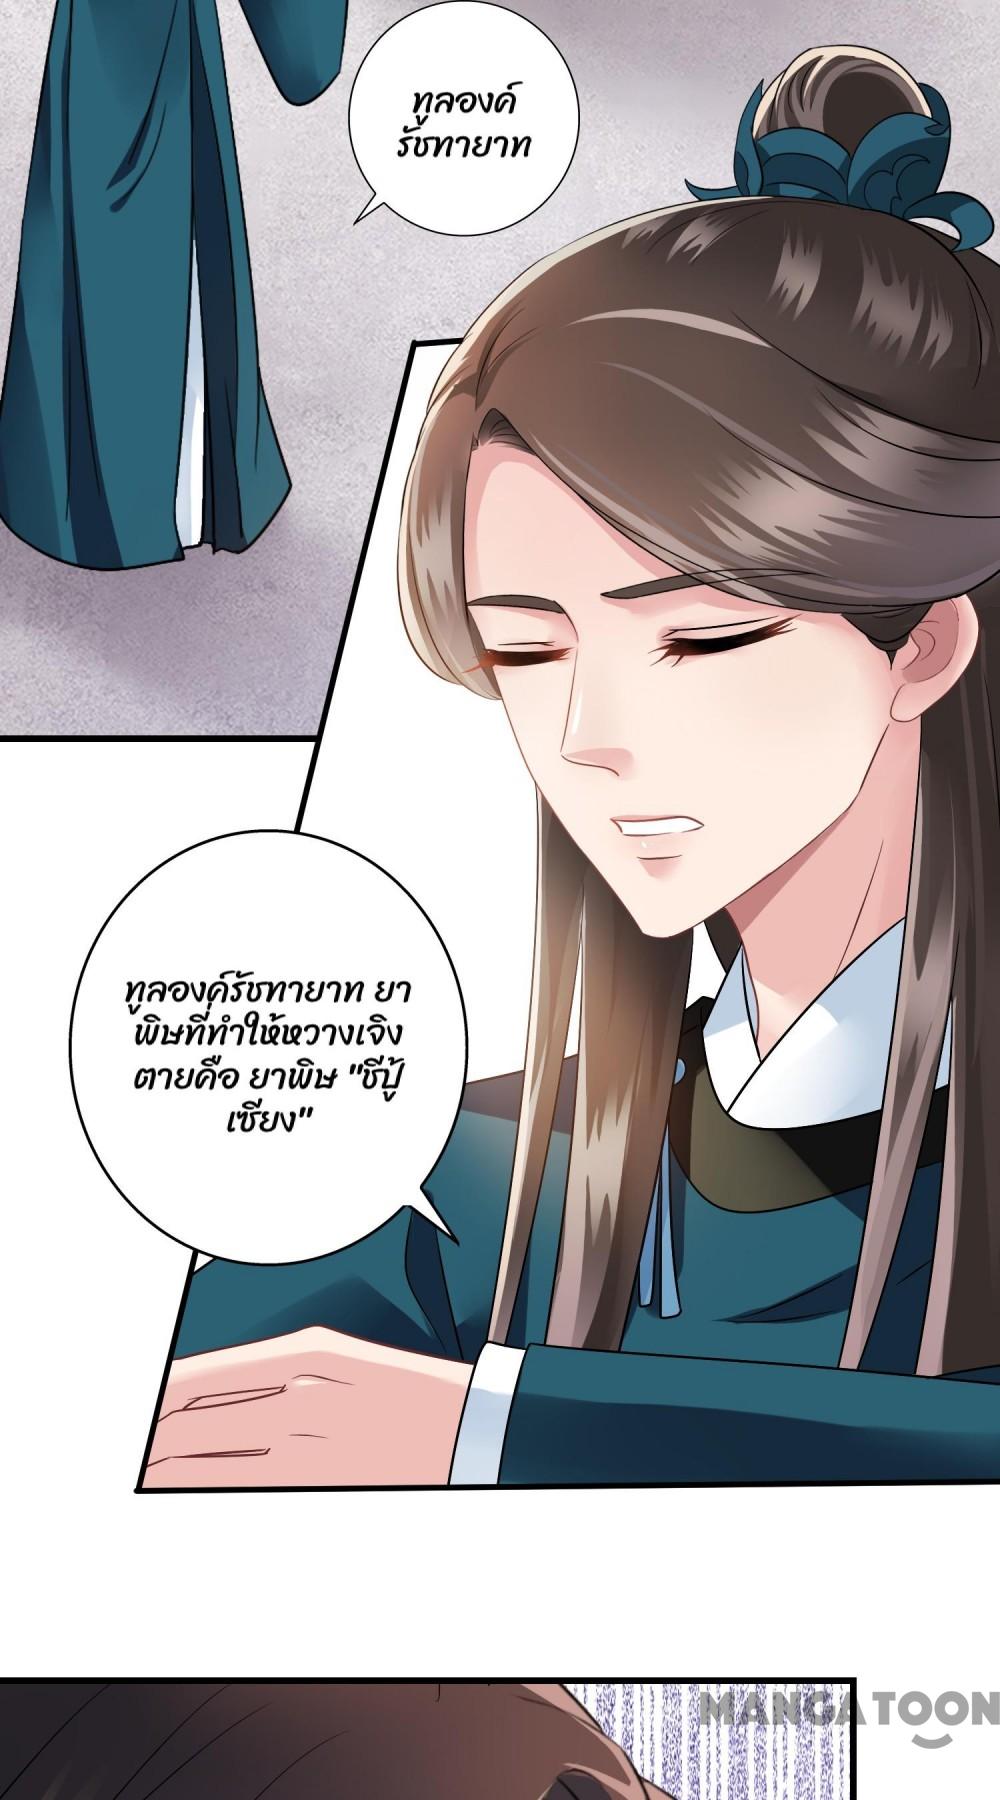 ทูลองค์
รัชทายาท
ทูลองค์รัชทายาท ยา
พิษที่ทำให้หวางเจิง
ตายคือ ยาพิษ "ชีปู้
เซียง"
MANGATOON